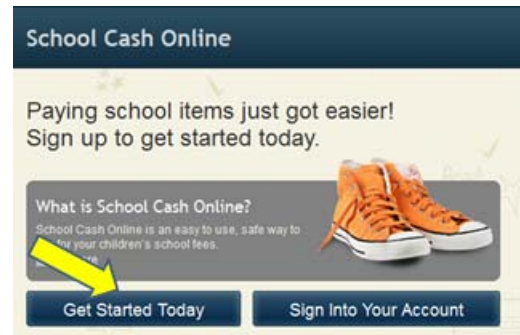 School Cash Online
Paying school items just got easier!
Sign up to get started today.
What is School Cash Online?
School Cash Online is an easy to use, safe way to
for your children's school fees.
Get Started Today
Sign Into Your Account